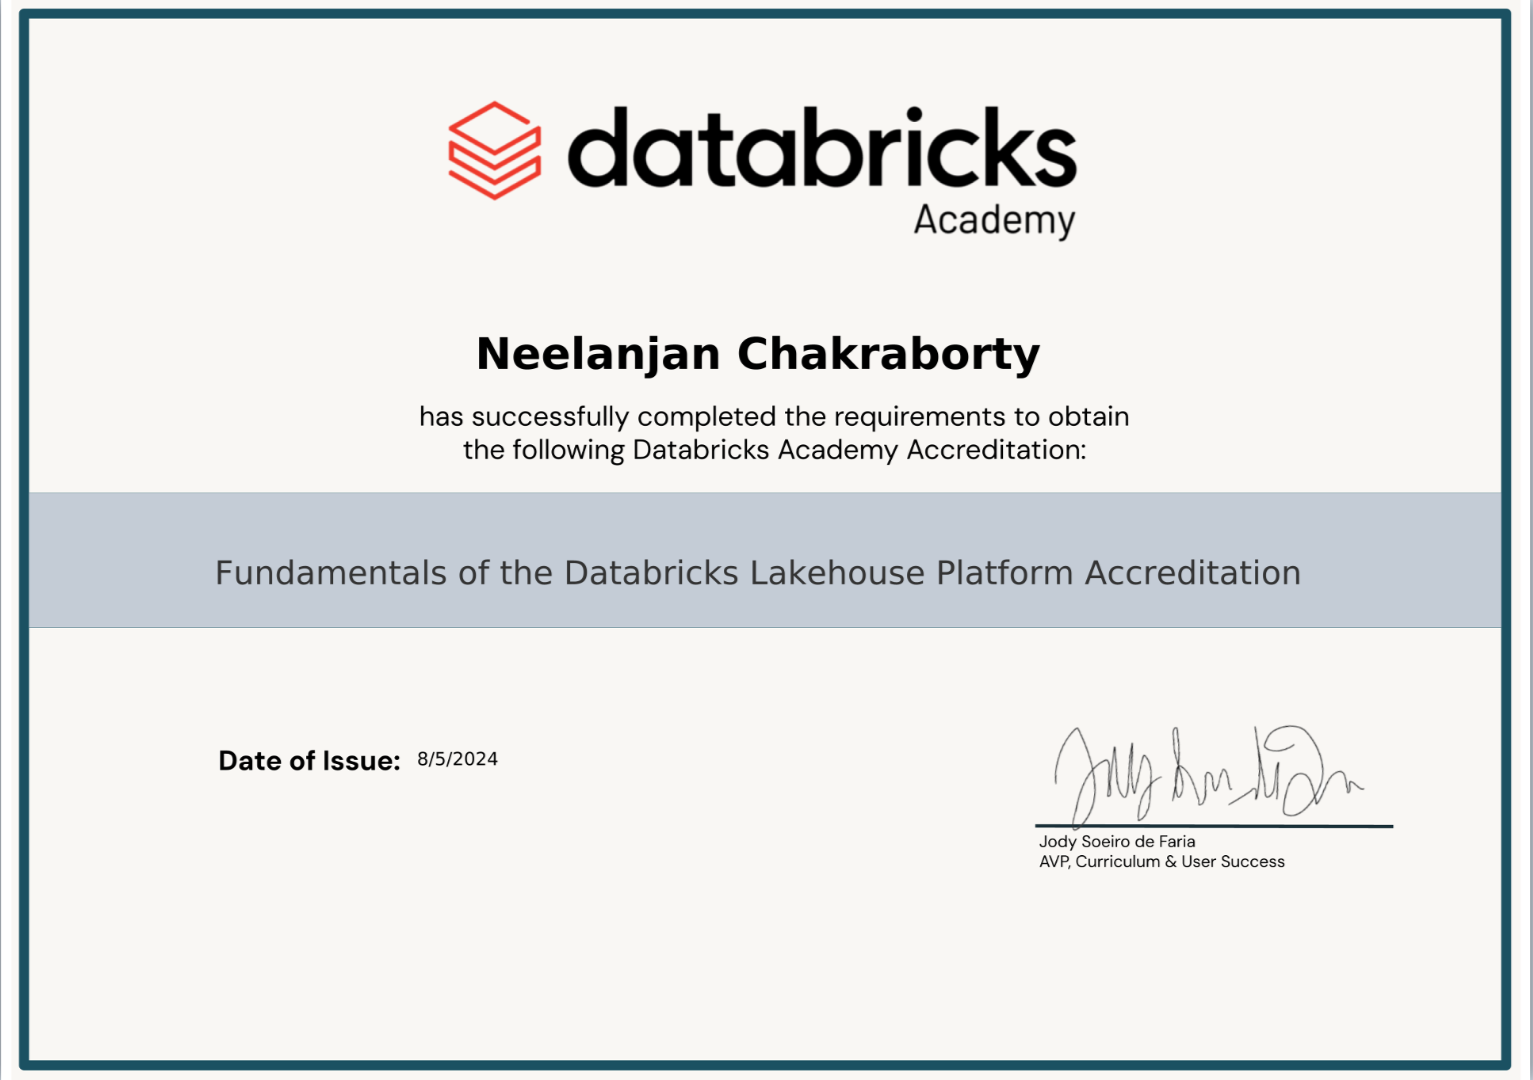 databricks
Academy
Neelanjan Chakraborty
has successfully completed the requirements to obtain
the following Databricks Academy Accreditation:
Fundamentals of the Databricks Lakehouse Platform Accreditation
Date of Issue: 8/5/2024
Jody Soeiro de Faria
AVP, Curriculum & User Success